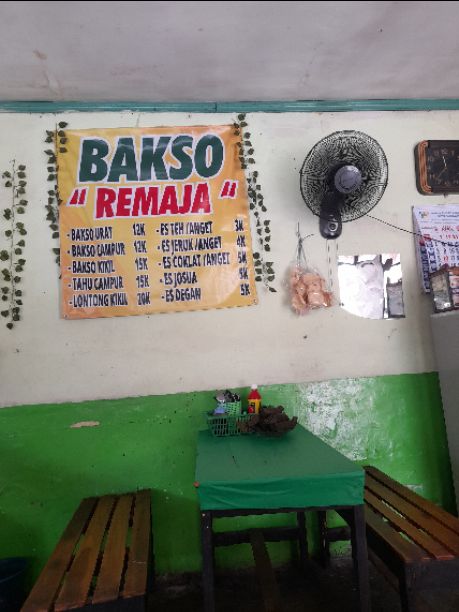 BAKSO
"REMAJA"
- BAKSO URAT 12K
- BAKSO CAMPUR 12K
- BAKSO KIKIL 15K
- TAHU CAMPUR 15K
- LONTONG KIKIL 20K
- ES TEH /ANGET 3K
- ES JERUK /ANGET 4K
- ES COKLAT /ANGET 5K
- ES JOSUA
- ES DEGAN 5K